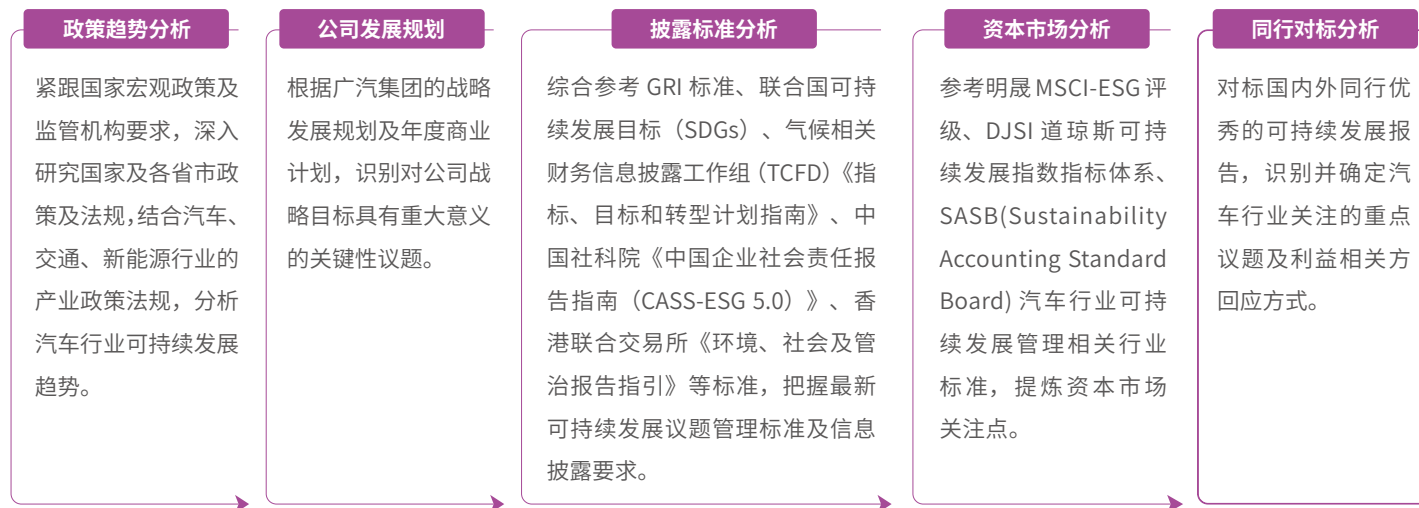 政策趋势分析
紧跟国家宏观政策及
监管机构要求，深入
研究国家及各省市政
策及法规，结合汽车、
交通、新能源行业的
产业政策法规，分析
汽车行业可持续发展
趋势。
公司发展规划
根据广汽集团的战略
发展规划及年度商业
计划，识别对公司战
略目标具有重大意义
的关键性议题。
披露标准分析
综合参考 GRI 标准、联合国可持
续发展目标（SDGs）、气候相关
财务信息披露工作组（TCFD）《指
标、目标和转型计划指南》、中
国社科院《中国企业社会责任报
告指南（CASS-ESG 5.0）》、香
港联合交易所《环境、社会及管
治报告指引》等标准，把握最新
可持续发展议题管理标准及信息
披露要求。
资本市场分析
参考明晟 MSCI-ESG 评
级、DJSI 道琼斯可持
续发展指数指标体系、
SASB(Sustainability
Accounting Standard
Board) 汽车行业可持
续发展管理相关行业
标准，提炼资本市场
关注点。
同行对标分析
对标国内外同行优
秀的可持续发展报
告，识别并确定汽
车行业关注的重点
议题及利益相关方
回应方式。